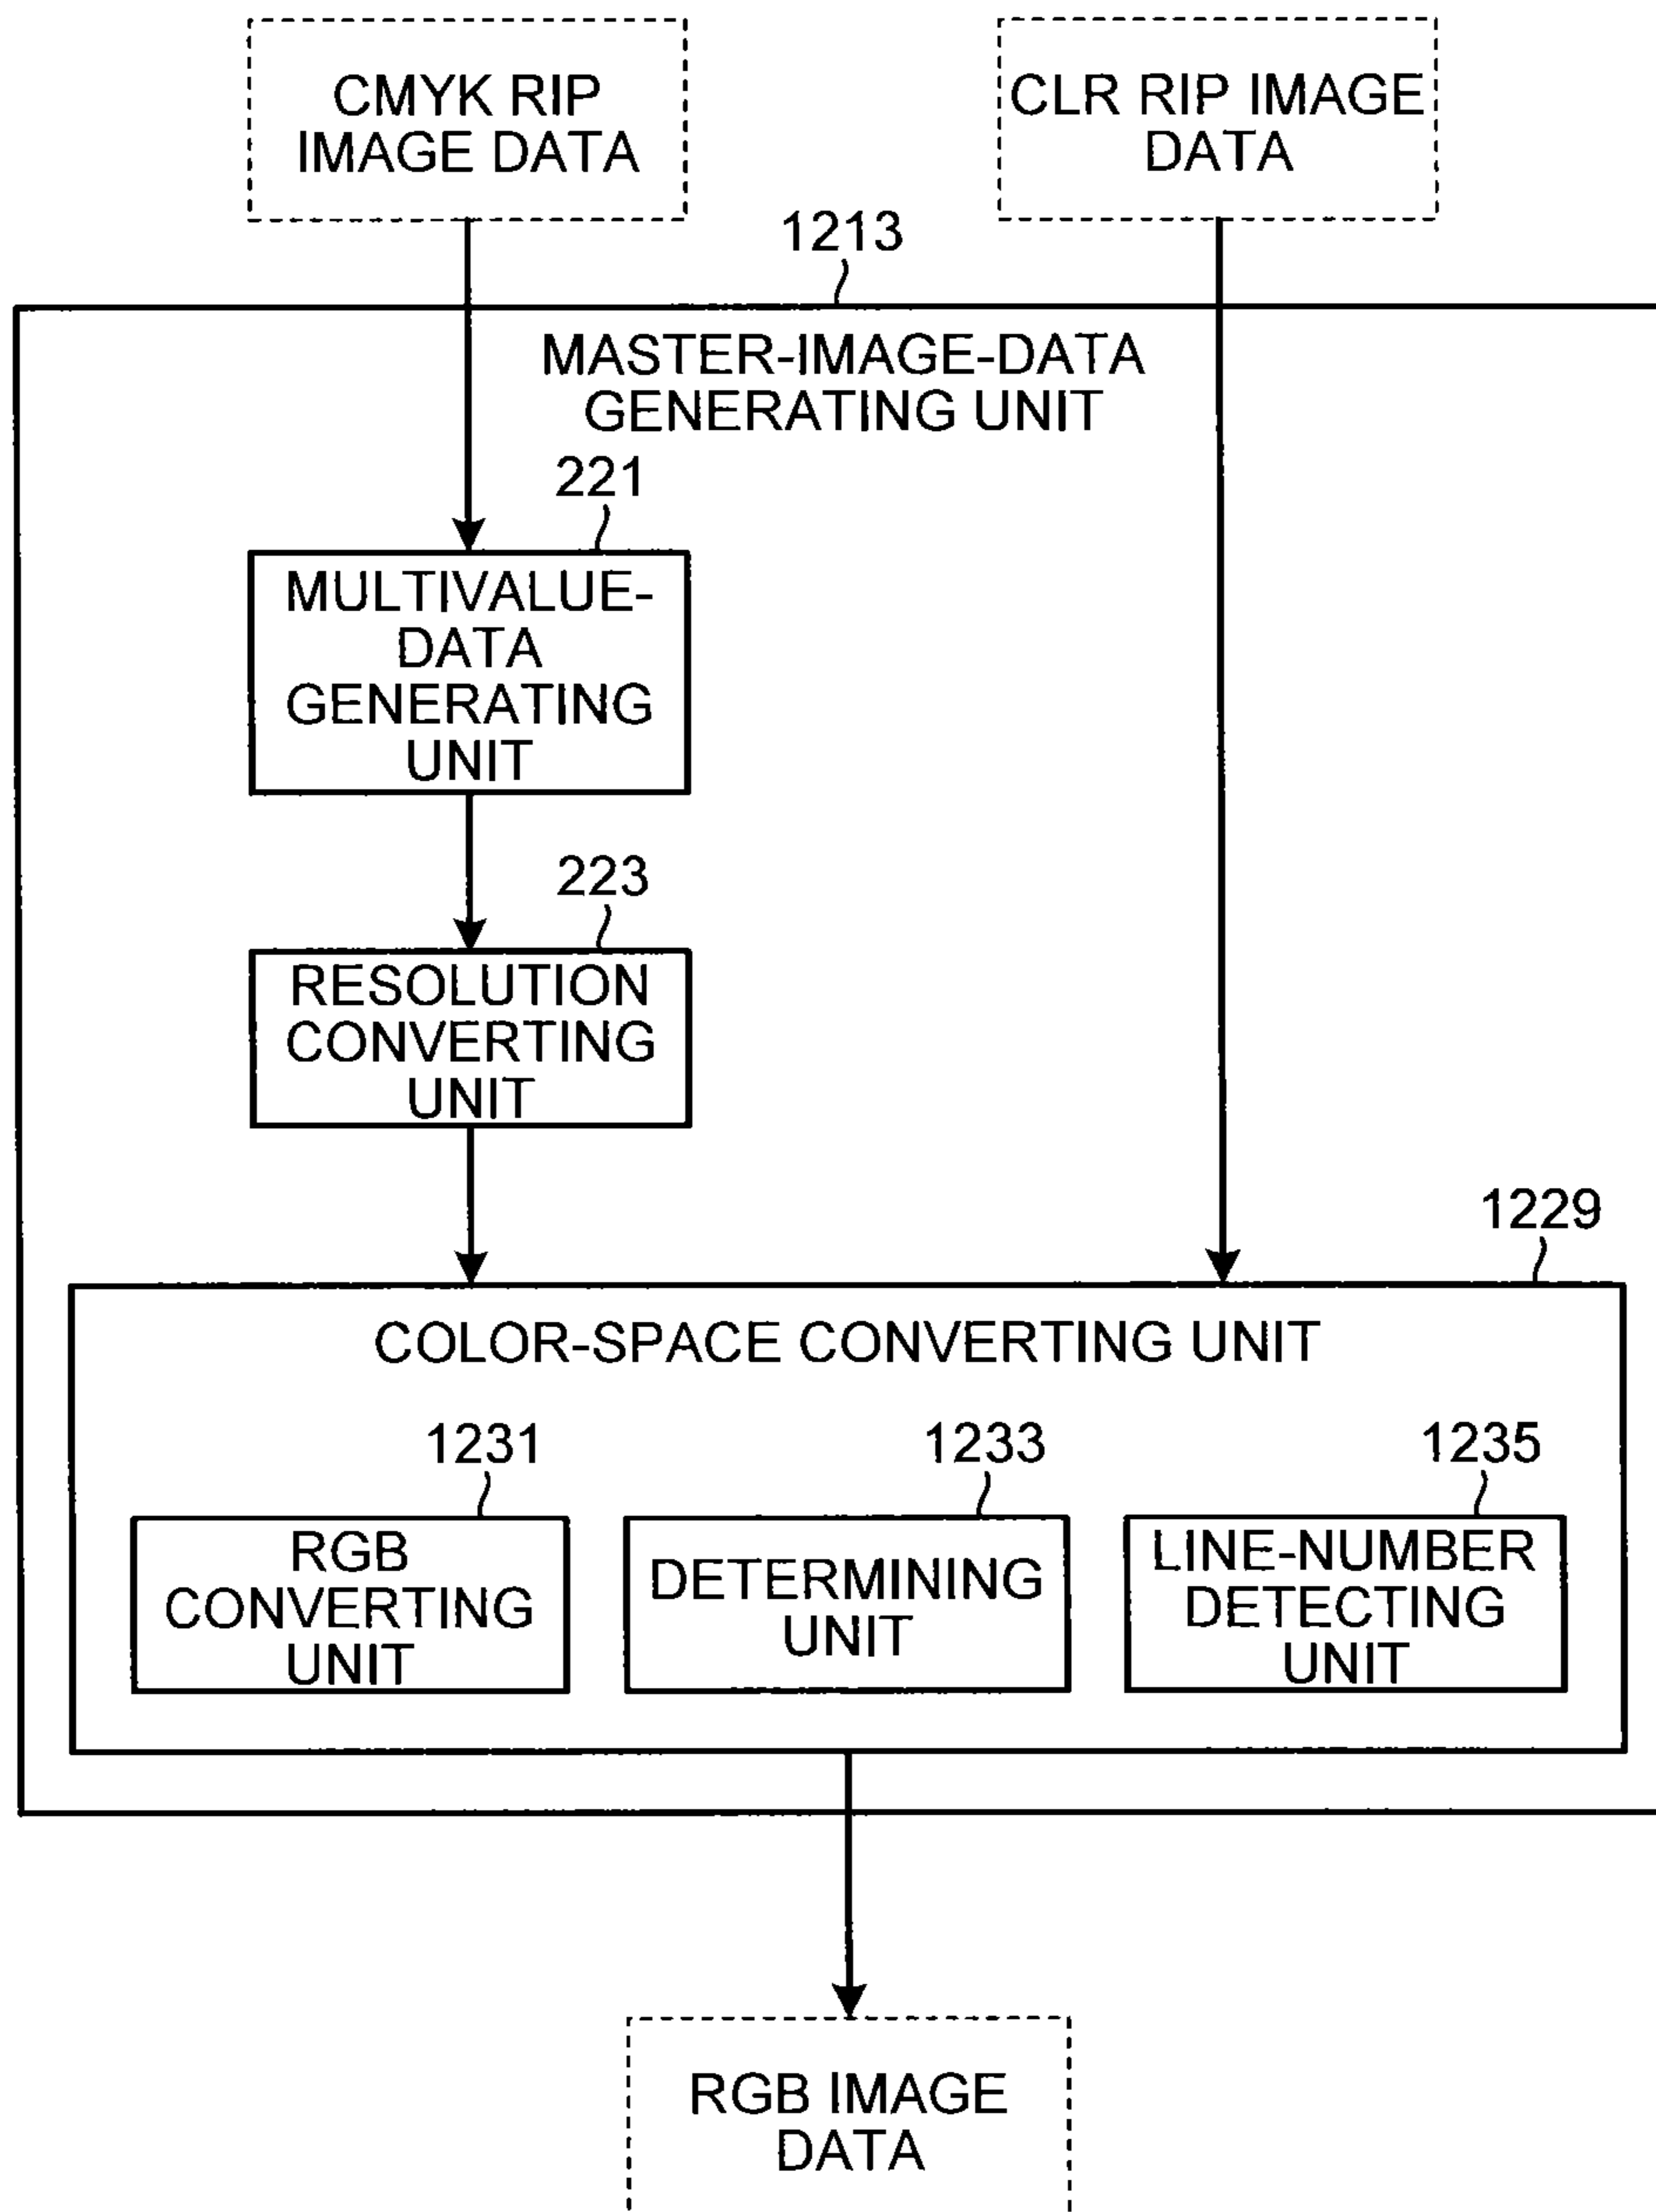 CMYK RIP
IMAGE DATA
CLR RIP IMAGE
DATA
1213
MASTER-IMAGE-DATA
GENERATING UNIT
221
MULTIVALUE-
DATA
GENERATING
UNIT
223
RESOLUTION
CONVERTING
UNIT
1229
COLOR-SPACE CONVERTING UNIT
1231
RGB
CONVERTING
UNIT
1233
DETERMINING
UNIT
1235
LINE-NUMBER
DETECTING
UNIT
RGB IMAGE
DATA